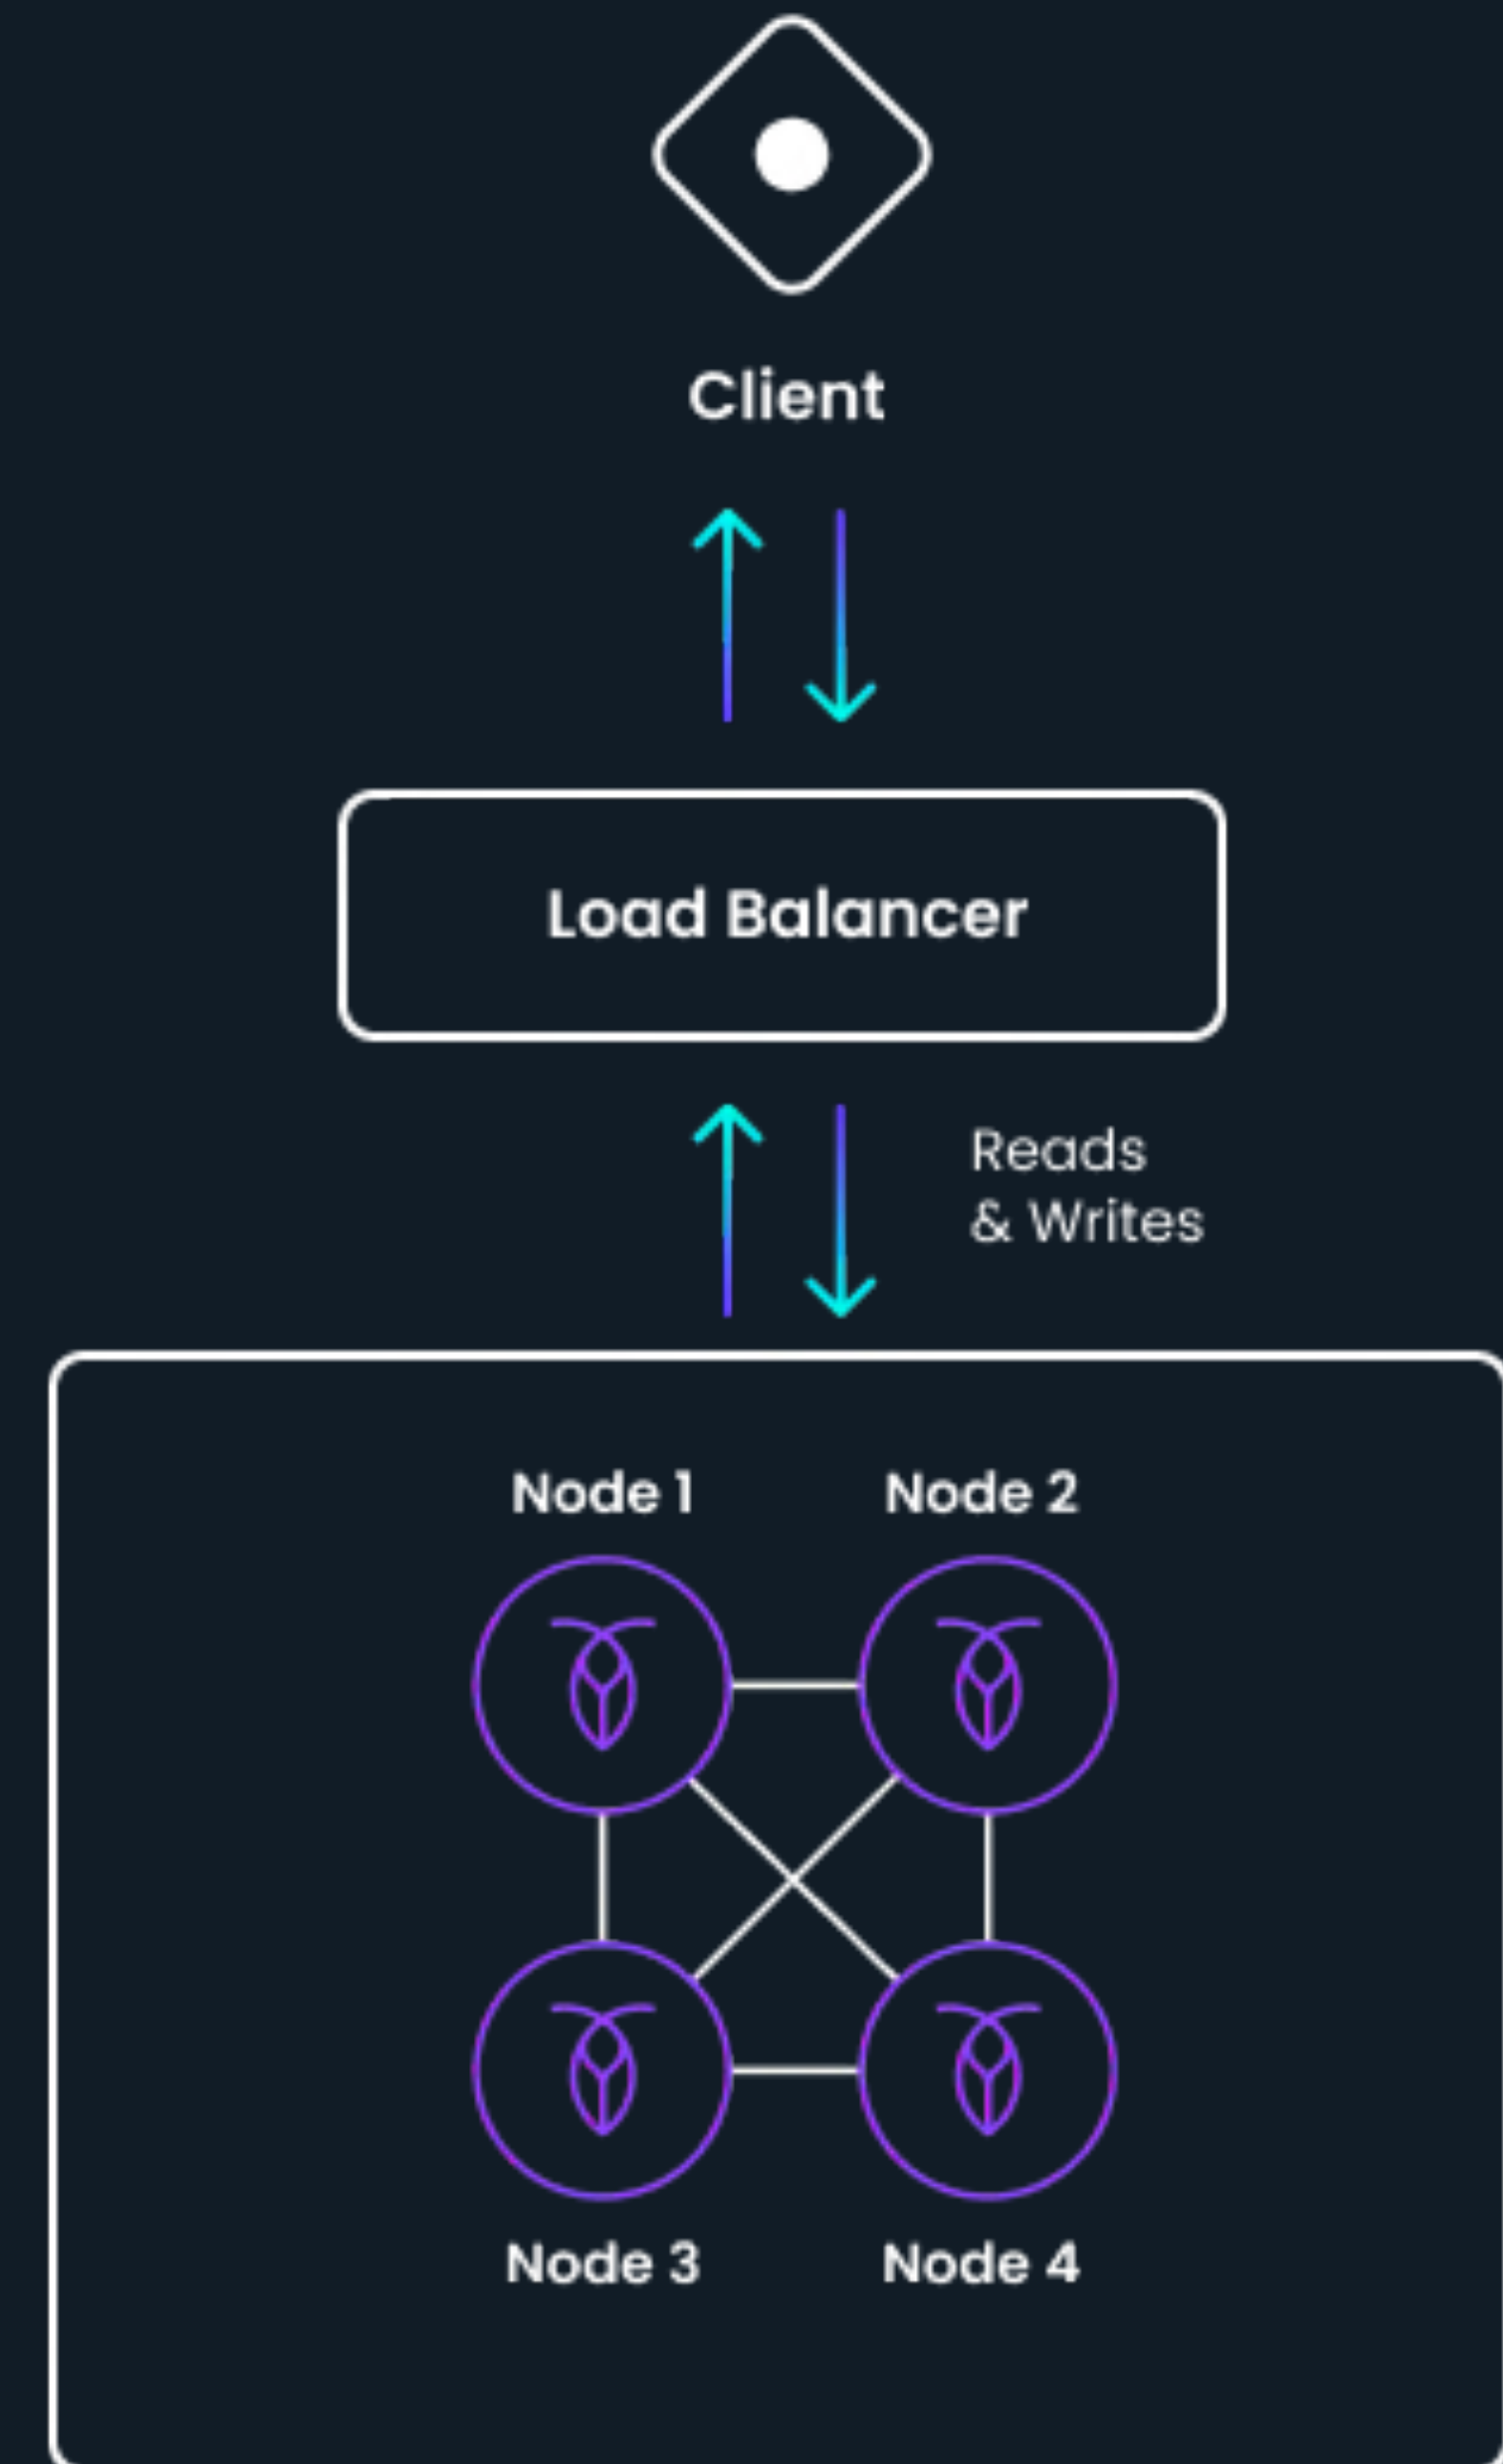 Client
Load Balancer
Reads
& Writes
Node 1
Node 2
Node 3
Node 4